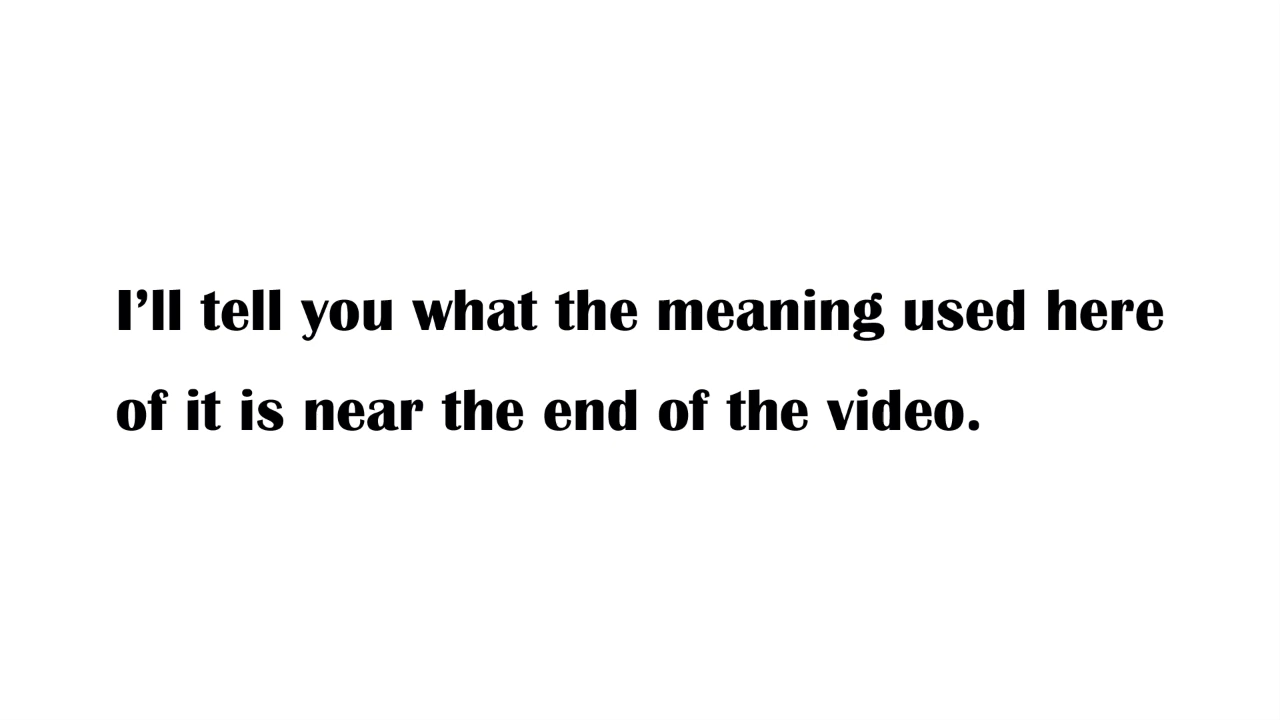 I’ll tell you what the meaning used here
of it is near the end of the video.